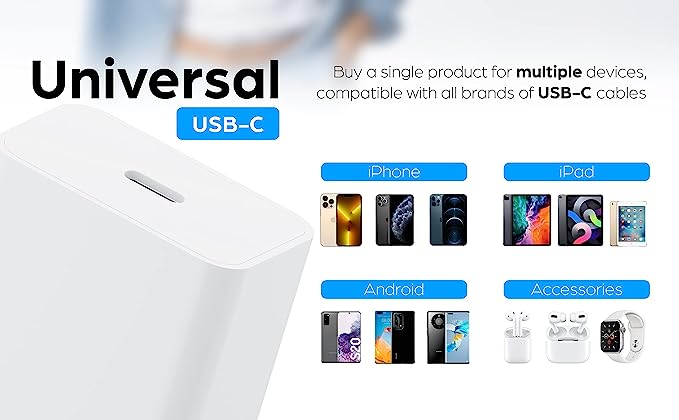 Universal
USB-C
Buy a single product for multiple devices,
compatible with all brands of USB-C cables
iPhone
iPad
Android
Accessories
S20